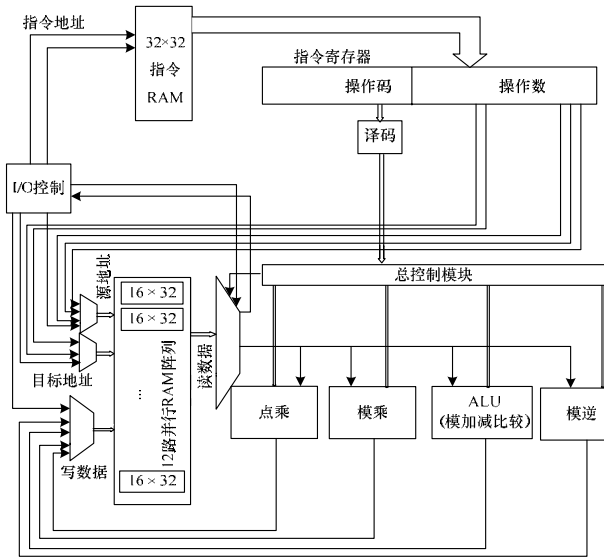 指令地址
32×32
指令
RAM
指令寄存器
操作码
操作数
译码
I/O控制
总控制模块
源地址
16×32
16×32
...
12路并行RAM阵列
读数据
目标地址
点乘
模乘
ALU
(模加减比较)
模逆
写数据
16×32